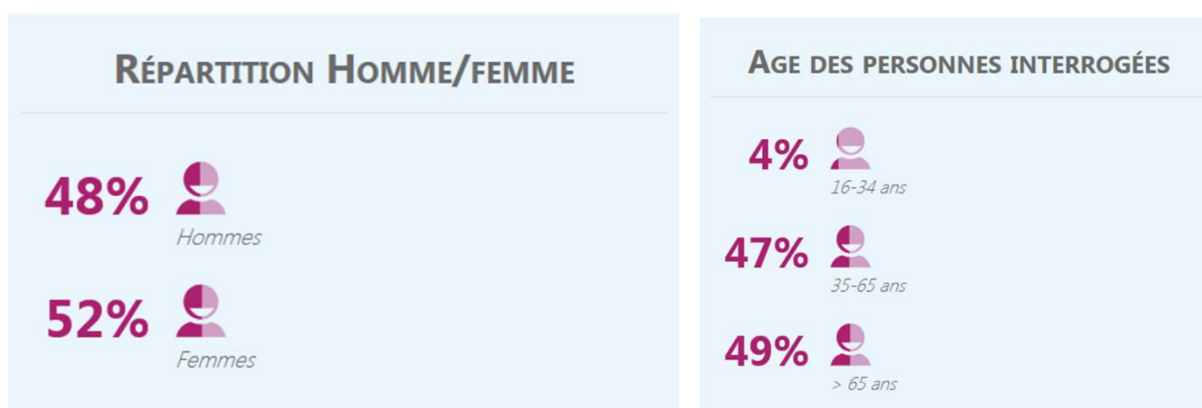 RÉPARTITION HOMME/FEMME
48%
Hommes
52%
Femmes
AGE DES PERSONNES INTERROGÉES
4%
16-34 ans
47%
35-65 ans
49%
> 65 ans